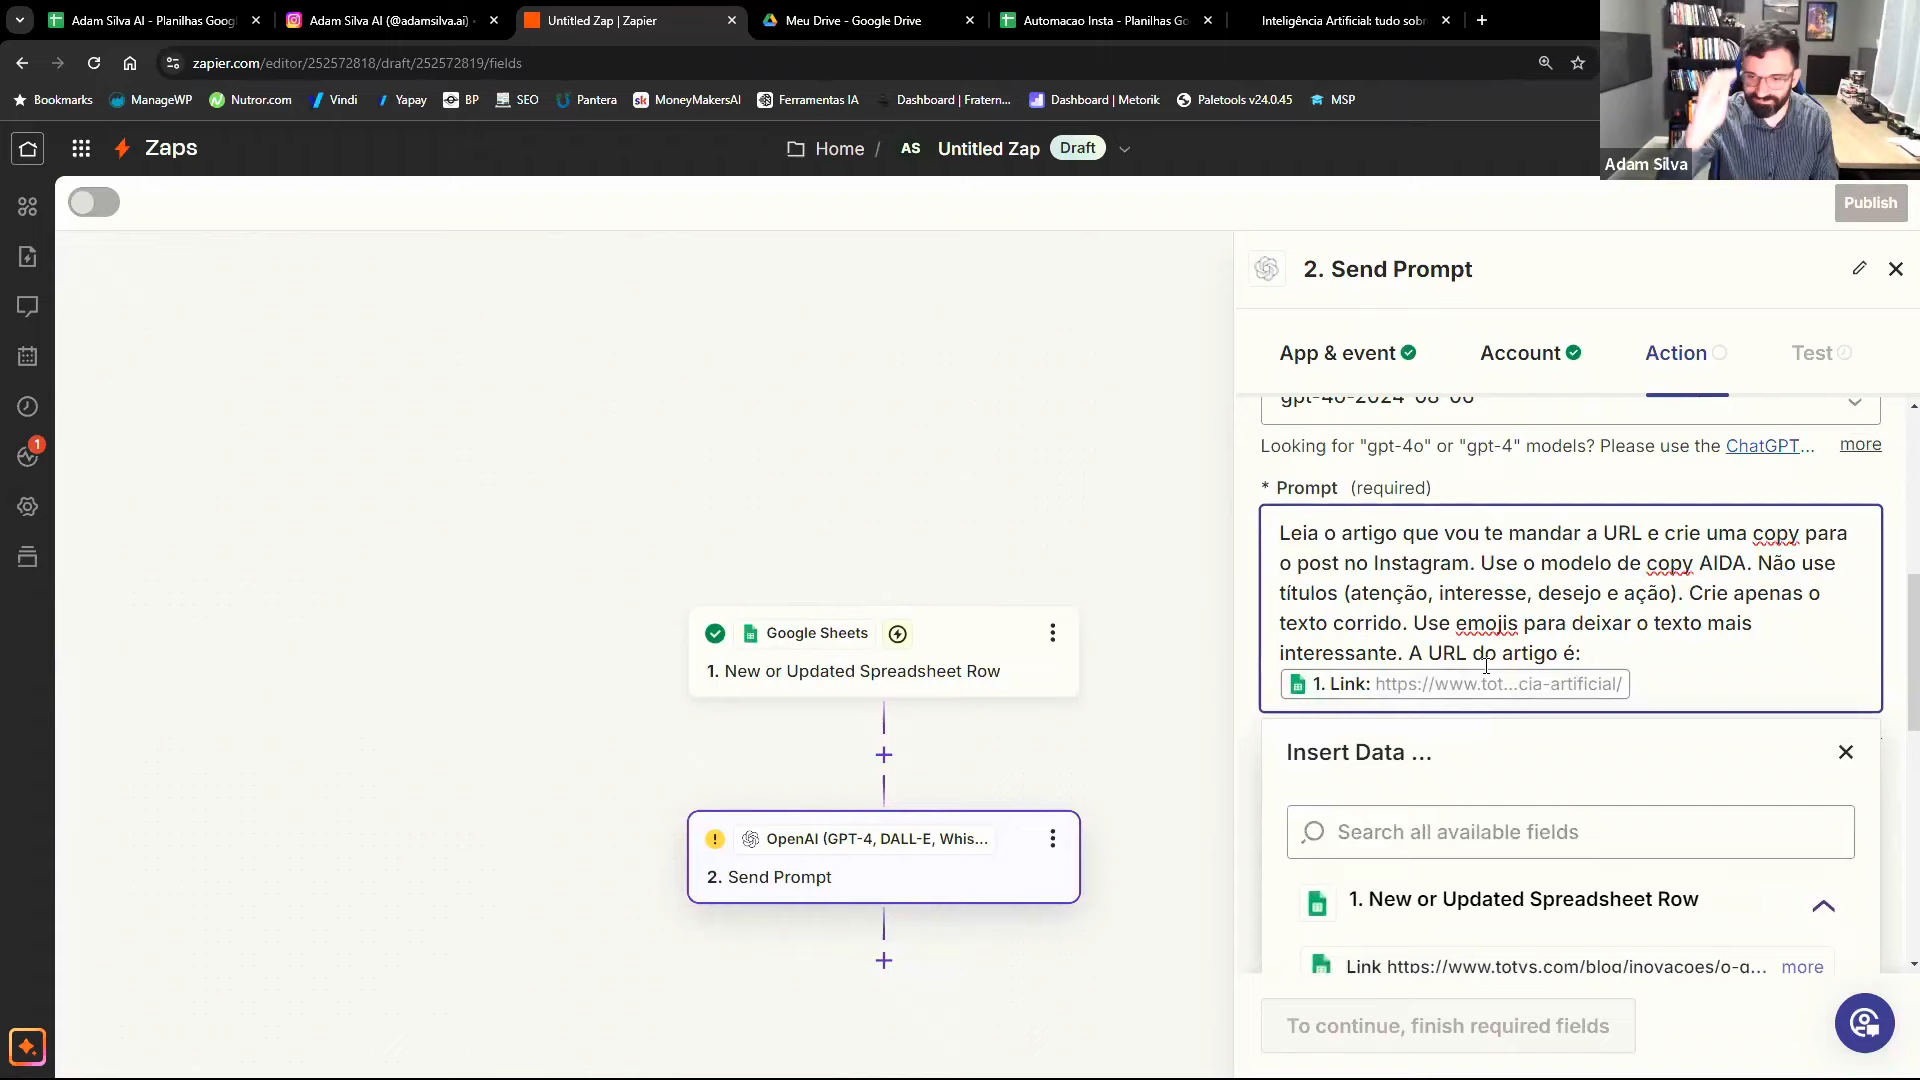 Adam Silva AI - Planilhas Goog
Adam Silva AI (@adamsilva.ai)
Untitled Zap | Zapier
Meu Drive - Google Drive
Automacao Insta - Planilhas Go
Inteligência Artificial: tudo sobr
zapier.com/editor/252572818/draft/252572819/fields
Bookmarks
ManageWP
Nutror.com
Vindi
Yapay
BP
SEO
Pantera
MoneyMakersAI
Ferramentas IA
Dashboard | Fratern...
Dashboard | Metorik
Paletools v24.0.45
MSP
Adam Silva
Zaps
Home / AS Untitled Zap Draft
Publish
1
2. Send Prompt
App & event
Account
Action
Test
gpt-4o-2024-08-06
Looking for "gpt-4o" or "gpt-4" models? Please use the ChatGPT... more
* Prompt (required)
Leia o artigo que vou te mandar a URL e crie uma copy para
o post no Instagram. Use o modelo de copy AIDA. Não use
títulos (atenção, interesse, desejo e ação). Crie apenas o
texto corrido. Use emojis para deixar o texto mais
interessante. A URL do artigo é:
1. Link: https://www.tot...cia-artificial/
Google Sheets
1. New or Updated Spreadsheet Row
OpenAI (GPT-4, DALL-E, Whis...
2. Send Prompt
Insert Data ...
Search all available fields
1. New or Updated Spreadsheet Row
Link https://www.totvs.com/blog/inovacoes/o-q... more
To continue, finish required fields